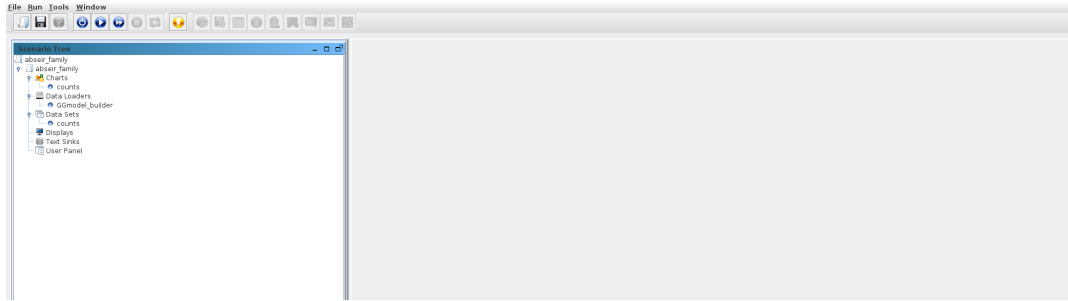 File Run Tools Window
Scenario Tree
abseir_family
abseir_family
Charts
counts
Data Loaders
GGmodel_builder
Data Sets
counts
Displays
Text Sinks
User Panel